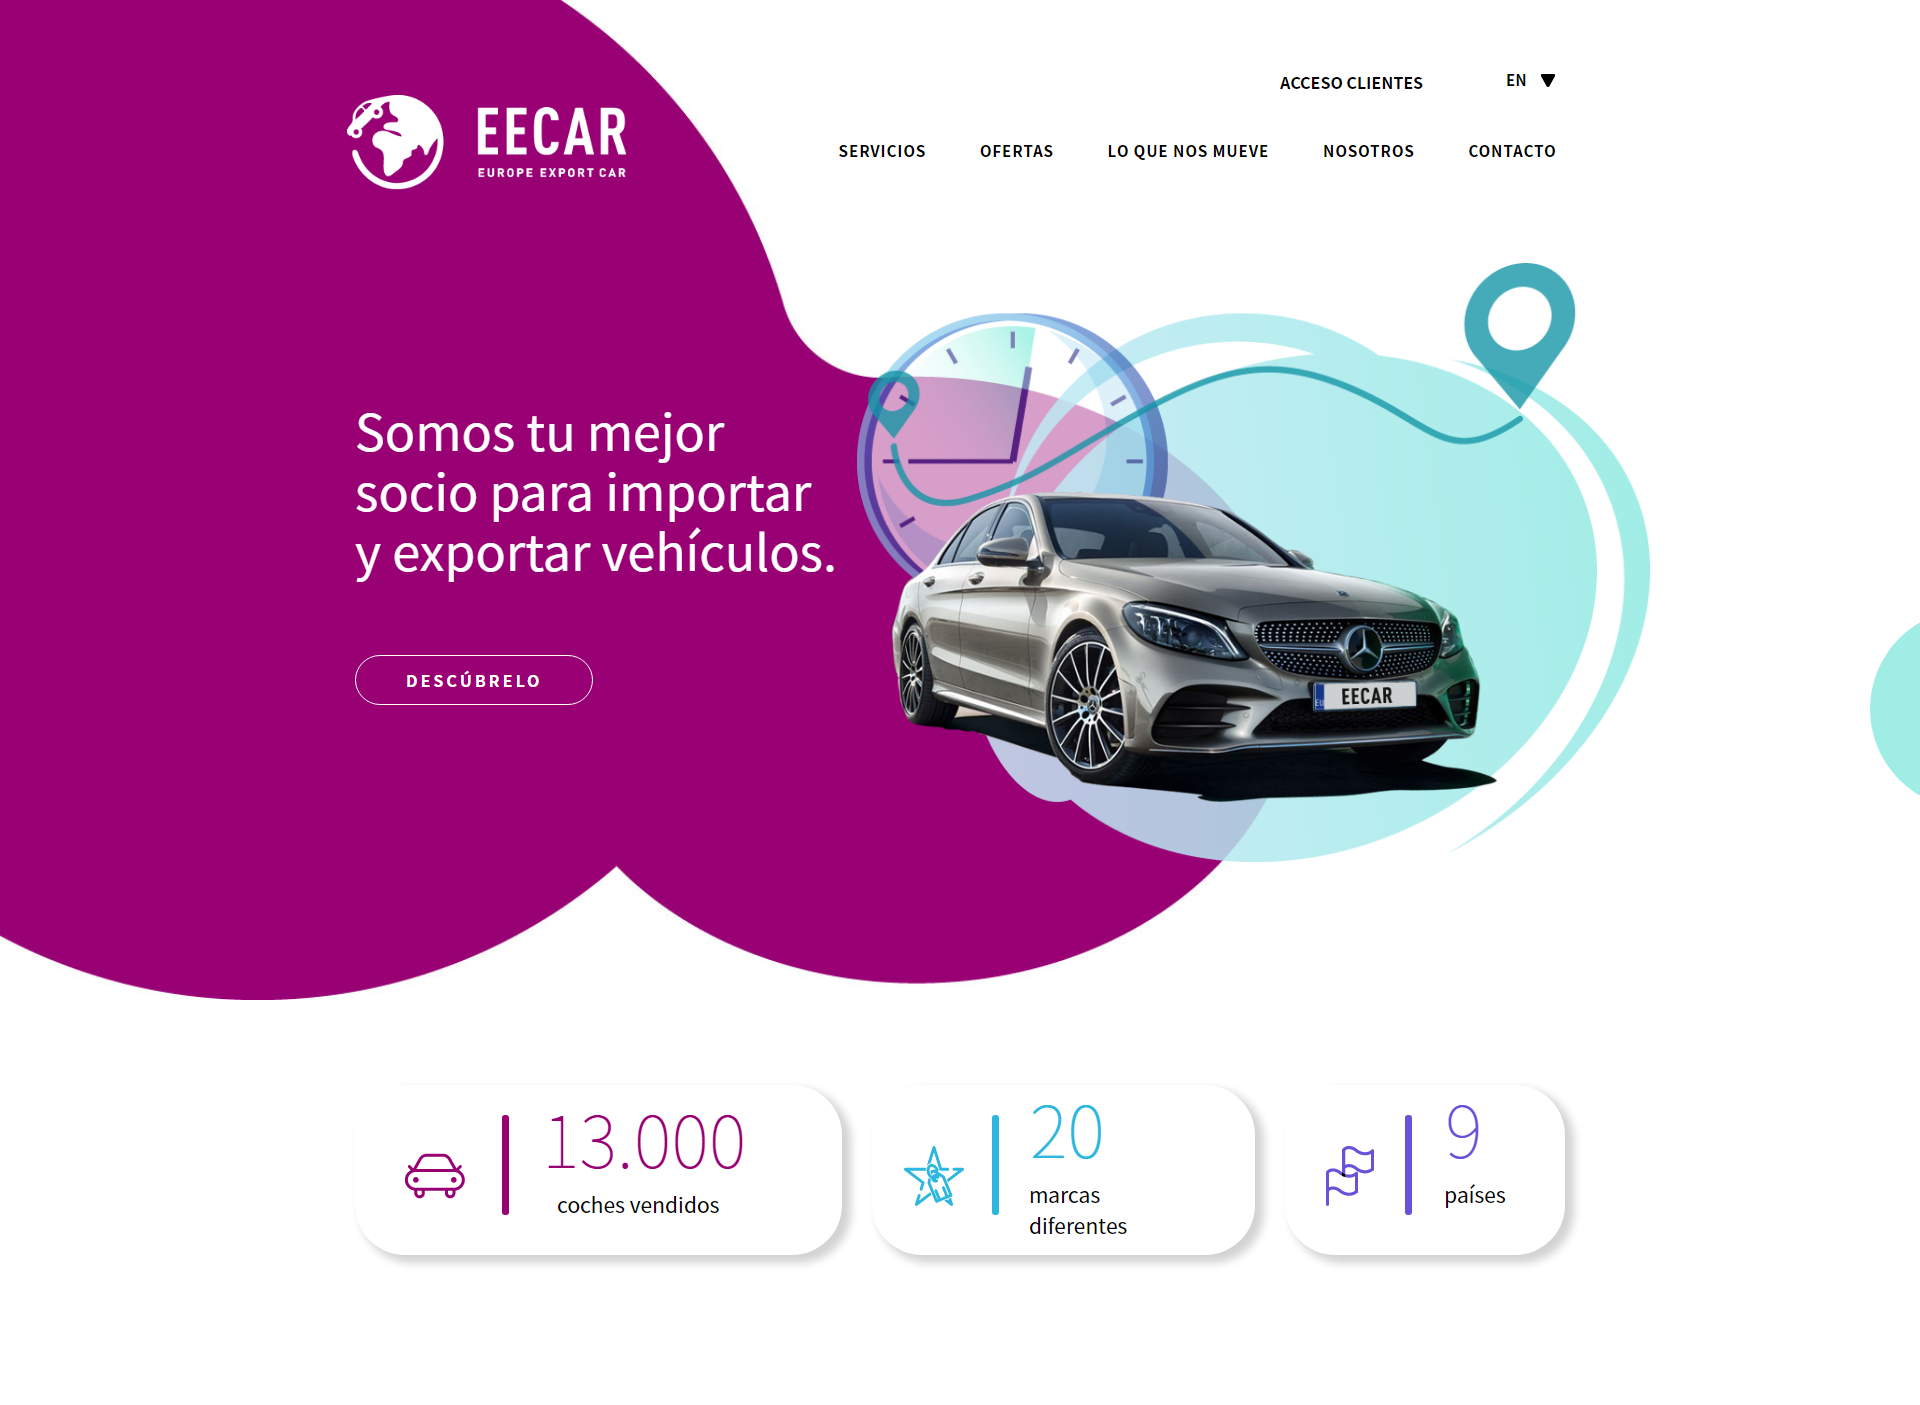 ACCESO CLIENTES
EN
EECAR
EUROPE EXPORT CAR
SERVICIOS
OFERTAS
LO QUE NOS MUEVE
NOSOTROS
CONTACTO
Somos tu mejor
socio para importar
y exportar vehículos.
DESCÚBRELO
EU
EECAR
13.000
coches vendidos
20
marcas
diferentes
9
países